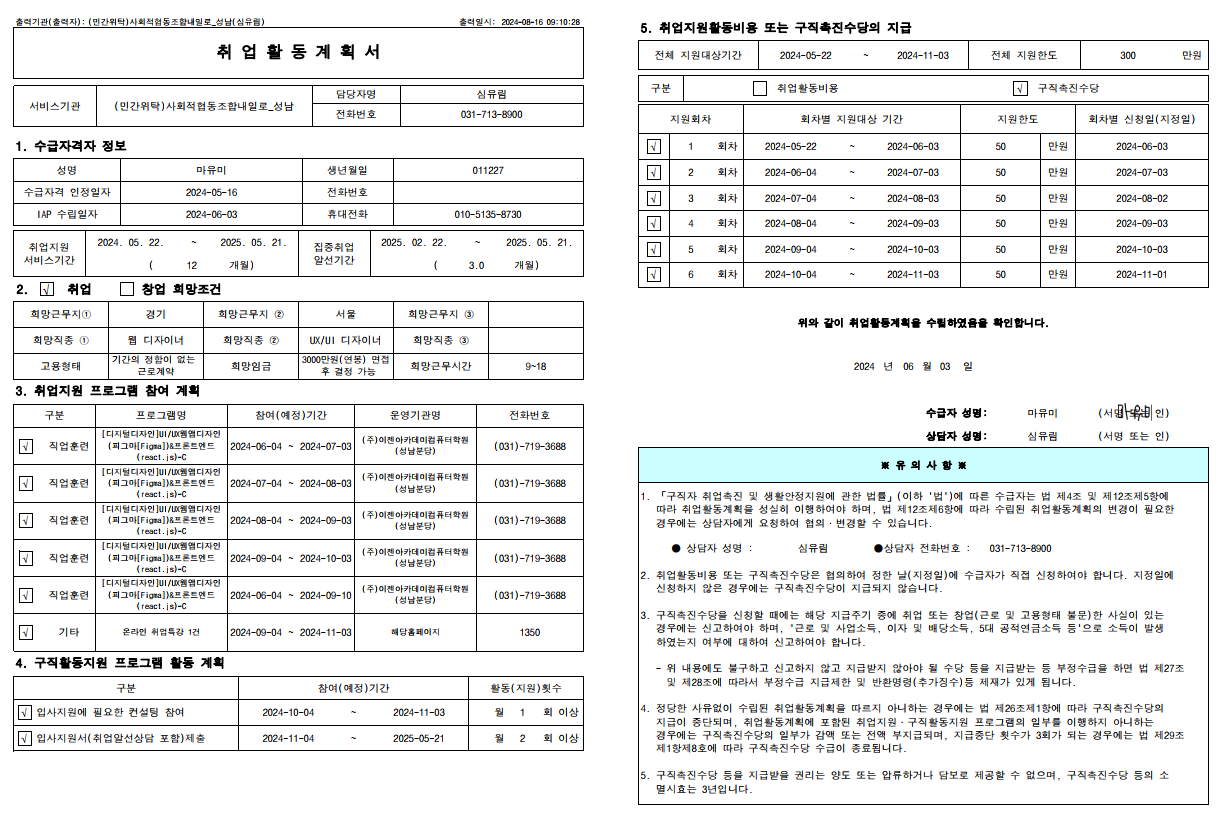 출력기관(출력자): (민간위탁)사회적협동조합내일로_성남(심유림) 출력일시: 2024-08-16 09:10:28
취 업 활 동 계 획 서
서비스기관 (민간위탁)사회적협동조합내일로_성남 담당자명 심유림
전화번호 031-713-8900
1. 수급자격자 정보
성명 마유미 생년월일 011227
수급자격 인정일자 2024-05-16 전화번호
IAP 수립일자 2024-06-03 휴대전화 010-5135-8730
취업지원 서비스기간 2024. 05. 22. ~ 2025. 05. 21. 집중취업 알선기간 2025. 02. 22. ~ 2025. 05. 21.
( 12 개월) ( 3.0 개월)
2. √ 취업 창업 희망조건
희망근무지① 경기 희망근무지 ② 서울 희망근무지 ③
희망직종 ① 웹 디자이너 희망직종 ② UX/UI 디자이너 희망직종 ③
고용형태 기간의 정함이 없는 근로계약 희망임금 3000만원(연봉) 면접 후 결정 가능 희망근무시간 9~18
3. 취업지원 프로그램 참여 계획
구분 프로그램명 참여(예정)기간 운영기관명 전화번호
√ 직업훈련 [디지털디자인]UI/UX웹앱디자인(피그마[Figma])&프론트엔드(react.js)-C 2024-06-04 ~ 2024-07-03 (주)이젠아카데미컴퓨터학원(성남분당) (031)-719-3688
√ 직업훈련 [디지털디자인]UI/UX웹앱디자인(피그마[Figma])&프론트엔드(react.js)-C 2024-07-04 ~ 2024-08-03 (주)이젠아카데미컴퓨터학원(성남분당) (031)-719-3688
√ 직업훈련 [디지털디자인]UI/UX웹앱디자인(피그마[Figma])&프론트엔드(react.js)-C 2024-08-04 ~ 2024-09-03 (주)이젠아카데미컴퓨터학원(성남분당) (031)-719-3688
√ 직업훈련 [디지털디자인]UI/UX웹앱디자인(피그마[Figma])&프론트엔드(react.js)-C 2024-09-04 ~ 2024-10-03 (주)이젠아카데미컴퓨터학원(성남분당) (031)-719-3688
√ 직업훈련 [디지털디자인]UI/UX웹앱디자인(피그마[Figma])&프론트엔드(react.js)-C 2024-06-04 ~ 2024-09-10 (주)이젠아카데미컴퓨터학원(성남분당) (031)-719-3688
√ 기타 온라인 취업특강 1건 2024-09-04 ~ 2024-11-03 해당홈페이지 1350
4. 구직활동지원 프로그램 활동 계획
구분 참여(예정)기간 활동(지원)횟수
√ 입사지원에 필요한 컨설팅 참여 2024-10-04 ~ 2024-11-03 월 1 회 이상
√ 입사지원서(취업알선상담 포함)제출 2024-11-04 ~ 2025-05-21 월 2 회 이상
5. 취업지원활동비용 또는 구직촉진수당의 지급
전체 지원대상기간 2024-05-22 ~ 2024-11-03 전체 지원한도 300 만원
구분 취업활동비용 √ 구직촉진수당
지원회차 회차별 지원대상 기간 지원한도 회차별 신청일(지정일)
√ 1 회차 2024-05-22 ~ 2024-06-03 50 만원 2024-06-03
√ 2 회차 2024-06-04 ~ 2024-07-03 50 만원 2024-07-03
√ 3 회차 2024-07-04 ~ 2024-08-03 50 만원 2024-08-02
√ 4 회차 2024-08-04 ~ 2024-09-03 50 만원 2024-09-03
√ 5 회차 2024-09-04 ~ 2024-10-03 50 만원 2024-10-03
√ 6 회차 2024-10-04 ~ 2024-11-03 50 만원 2024-11-01
위와 같이 취업활동계획을 수립하였음을 확인합니다.
2024 년 06 월 03 일
수급자 성명: 마유미 (서명 또는 인) 마유미
상담자 성명: 심유림 (서명 또는 인)
※ 유 의 사 항 ※
1. 「구직자 취업촉진 및 생활안정지원에 관한 법률」(이하 '법')에 따른 수급자는 법 제4조 및 제12조제5항에
따라 취업활동계획을 성실히 이행하여야 하며, 법 제12조제6항에 따라 수립된 취업활동계획의 변경이 필요한
경우에는 상담자에게 요청하여 협의·변경할 수 있습니다.
● 상담자 성명 : 심유림 ●상담자 전화번호 : 031-713-8900
2. 취업활동비용 또는 구직촉진수당은 협의하여 정한 날(지정일)에 수급자가 직접 신청하여야 합니다. 지정일에
신청하지 않은 경우에는 구직촉진수당이 지급되지 않습니다.
3. 구직촉진수당을 신청할 때에는 해당 지급주기 중에 취업 또는 창업(근로 및 고용형태 불문)한 사실이 있는
경우에는 신고하여야 하며, '근로 및 사업소득, 이자 및 배당소득, 5대 공적연금소득 등'으로 소득이 발생
하였는지 여부에 대하여 신고하여야 합니다.
- 위 내용에도 불구하고 신고하지 않고 지급받지 않아야 될 수당 등을 지급받는 등 부정수급을 하면 법 제27조
및 제28조에 따라서 부정수급 지급제한 및 반환명령(추가징수)등 제재가 있게 됩니다.
4. 정당한 사유없이 수립된 취업활동계획을 따르지 아니하는 경우에는 법 제26조제1항에 따라 구직촉진수당의
지급이 중단되며, 취업활동계획에 포함된 취업지원·구직활동지원 프로그램의 일부를 이행하지 아니하는
경우에는 구직촉진수당의 일부가 감액 또는 전액 부지급되며, 지급중단 횟수가 3회가 되는 경우에는 법 제29조
제1항제8호에 따라 구직촉진수당 수급이 종료됩니다.
5. 구직촉진수당 등을 지급받을 권리는 양도 또는 압류하거나 담보로 제공할 수 없으며, 구직촉진수당 등의 소
멸시효는 3년입니다.